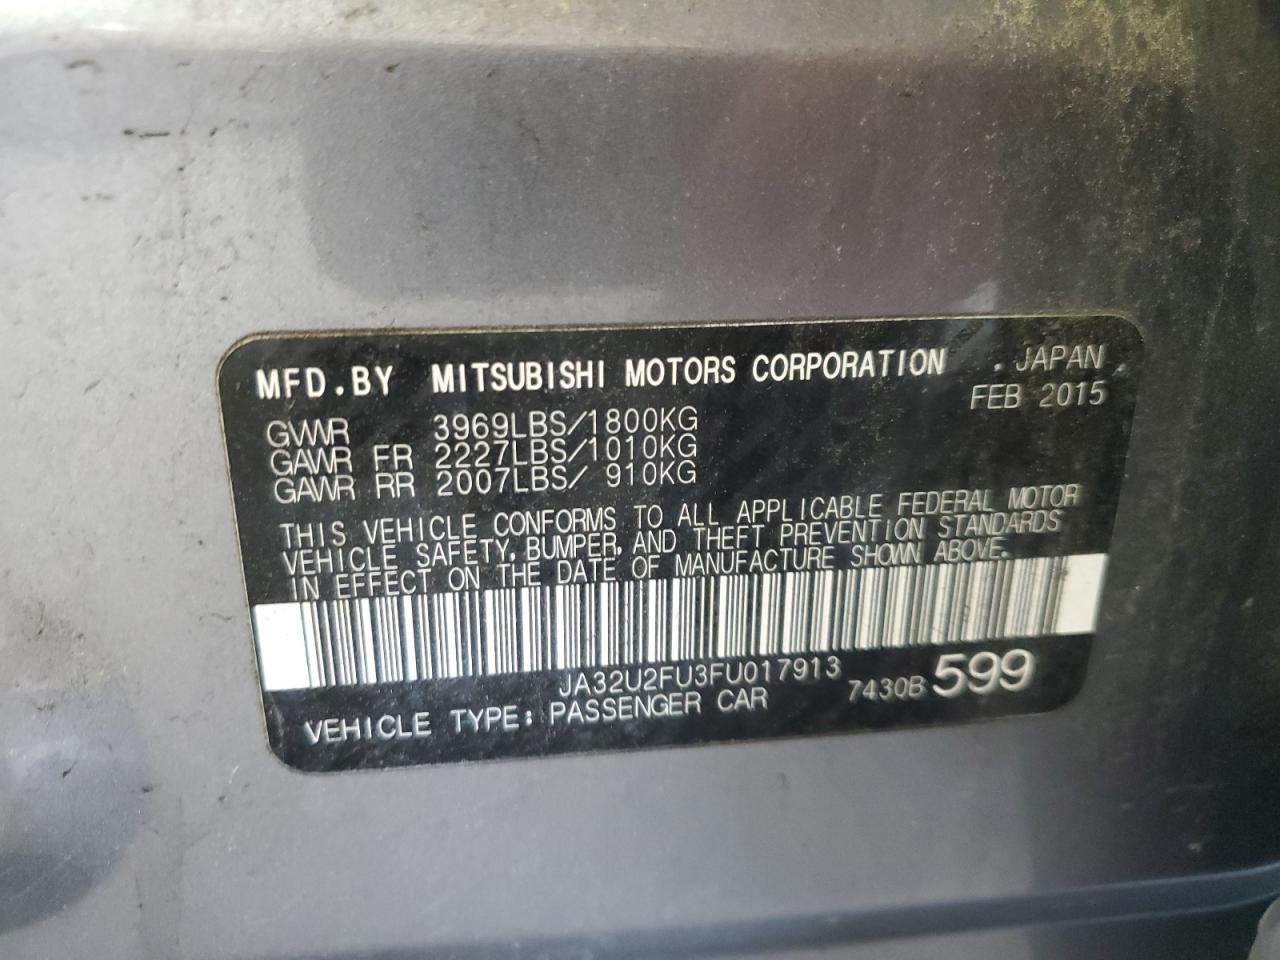 MFD.BY MITSUBISHI MOTORS CORPORATION , JAPAN .
FEB 2015
GVWR 3969LBS/1800KG
GAWR FR 2227LBS/1010KG
GAWR RR 2007LBS/ 910KG
THIS VEHICLE CONFORMS TO ALL APPLICABLE FEDERAL MOTOR
VEHICLE SAFETY, BUMPER, AND THEFT PREVENTION STANDARDS
IN EFFECT ON THE DATE OF MANUFACTURE SHOWN ABOVE.
JA32U2FU3FU017913 7430B 599
VEHICLE TYPE: PASSENGER CAR